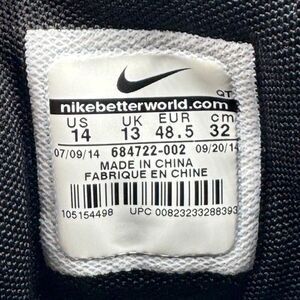 QT
nikebetterworld.com
US UK EUR cm
14 13 48.5 32
07/09/14 684722-002 09/20/14
MADE IN CHINA
FABRIQUE EN CHINE
105154498 UPC 00823233288393